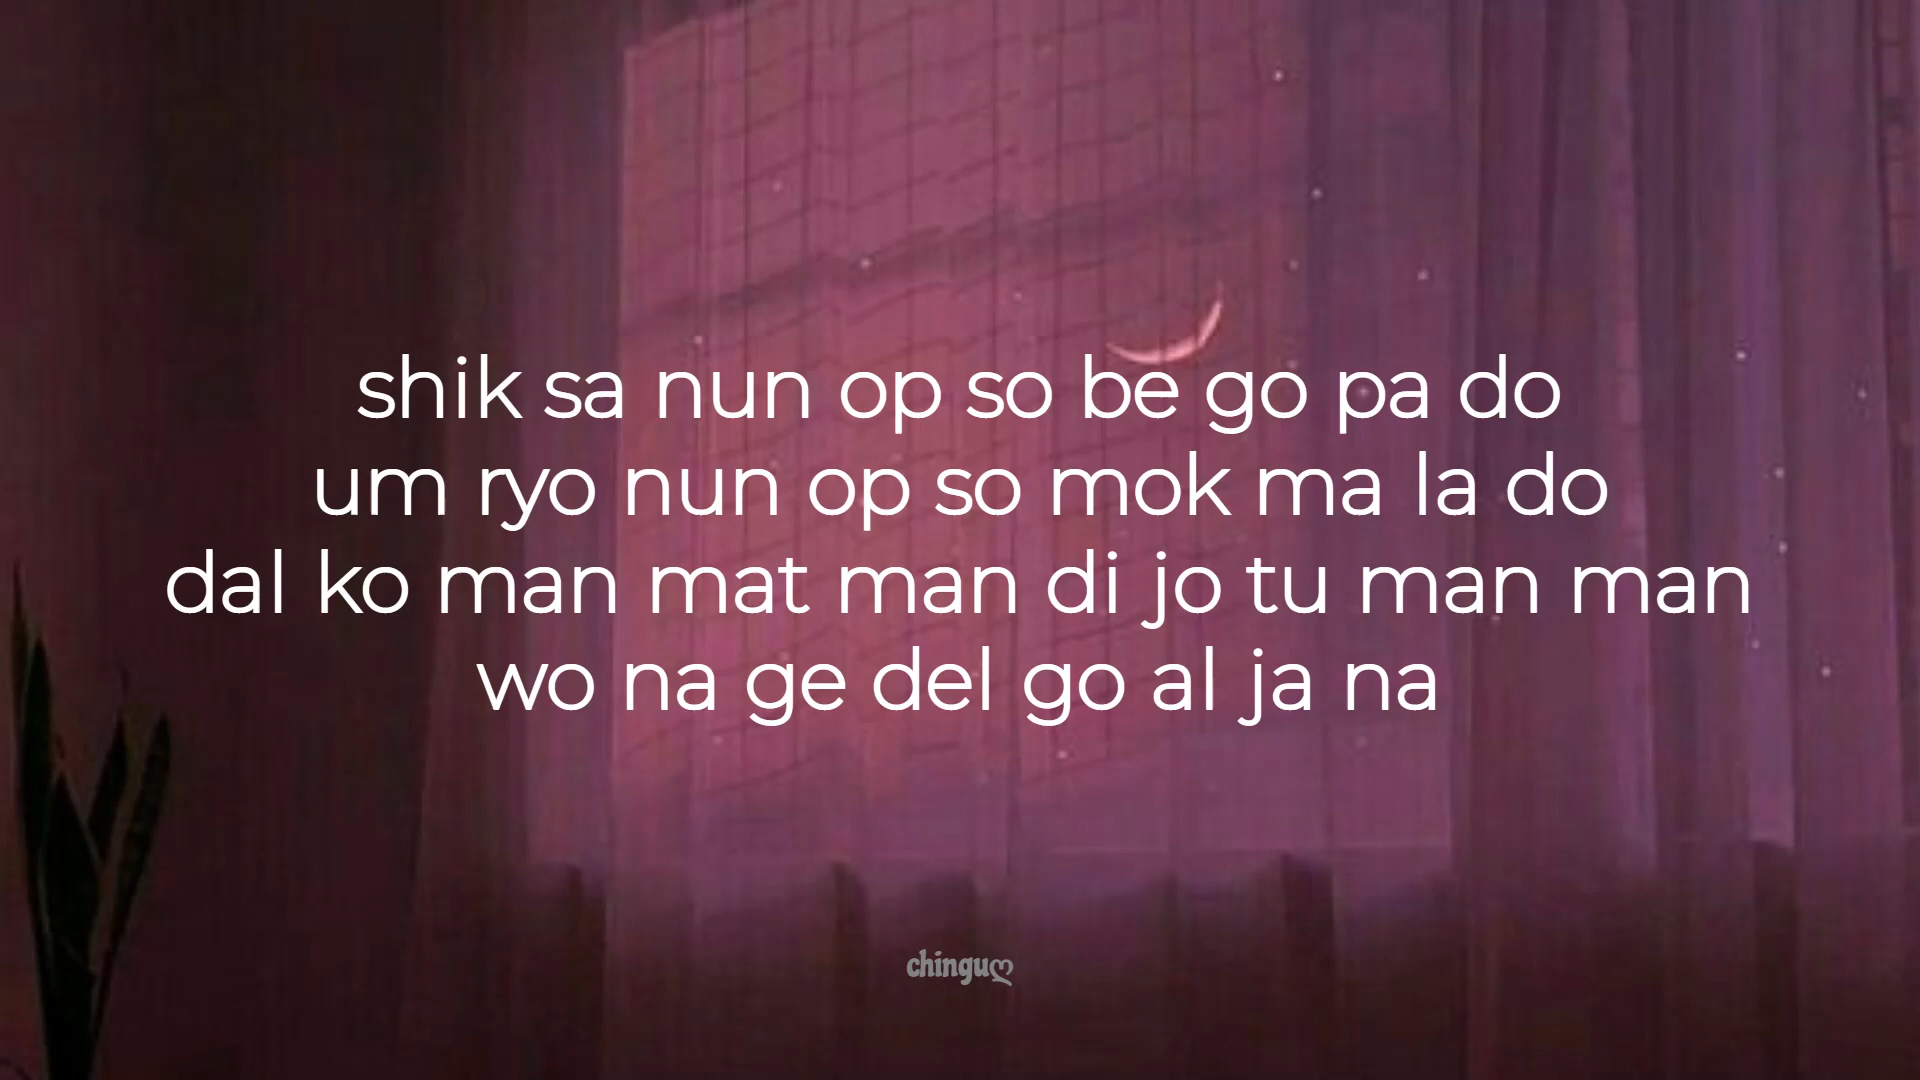 shik sa nun op so be go pa do
um ryo nun op so mok ma la do
dal ko man mat man di jo tu man man
wo na ge del go al ja na
chinguღ